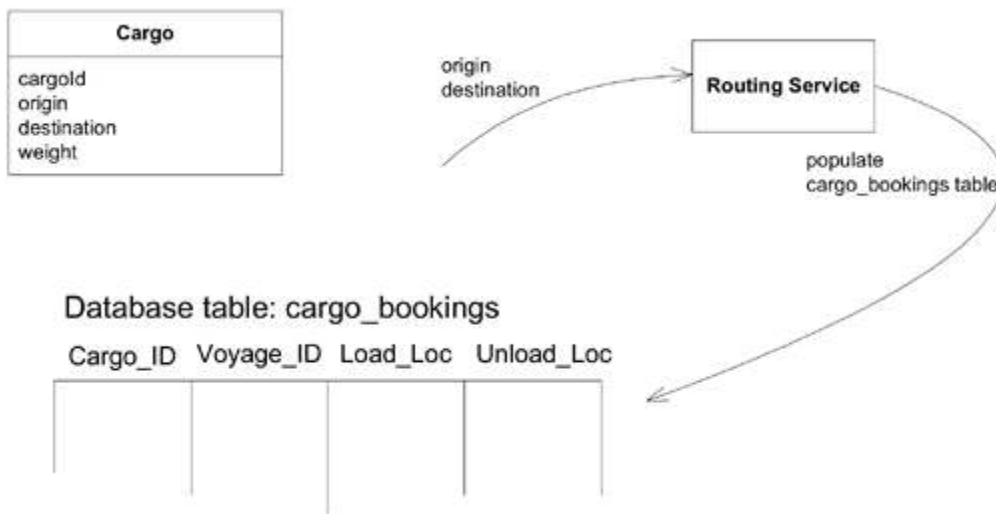 Cargo
cargoId
origin
destination
weight
origin
destination
Routing Service
populate
cargo_bookings table
Database table: cargo_bookings
Cargo_ID Voyage_ID Load_Loc Unload_Loc